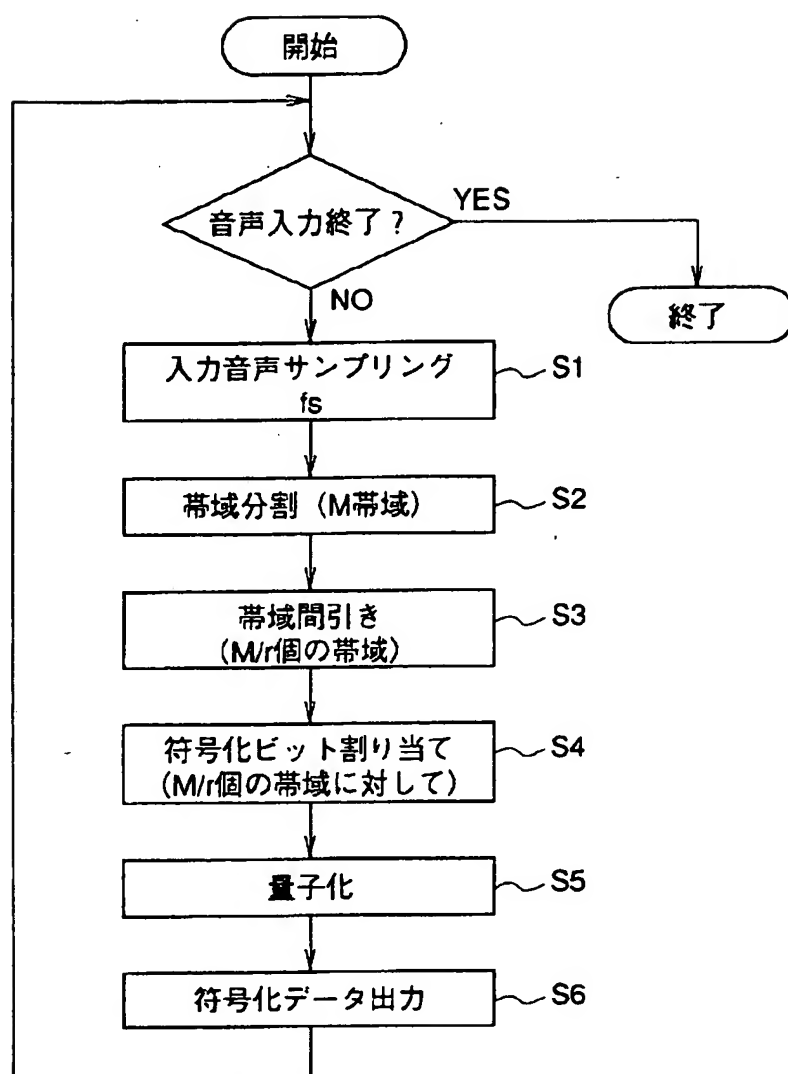 開始
音声入力終了?
YES
NO
終了
入力音声サンプリング
fs
S1
帯域分割(M帯域)
S2
帯域間引き
(M/r個の帯域)
S3
符号化ビット割り当て
(M/r個の帯域に対して)
S4
量子化
S5
符号化データ出力
S6